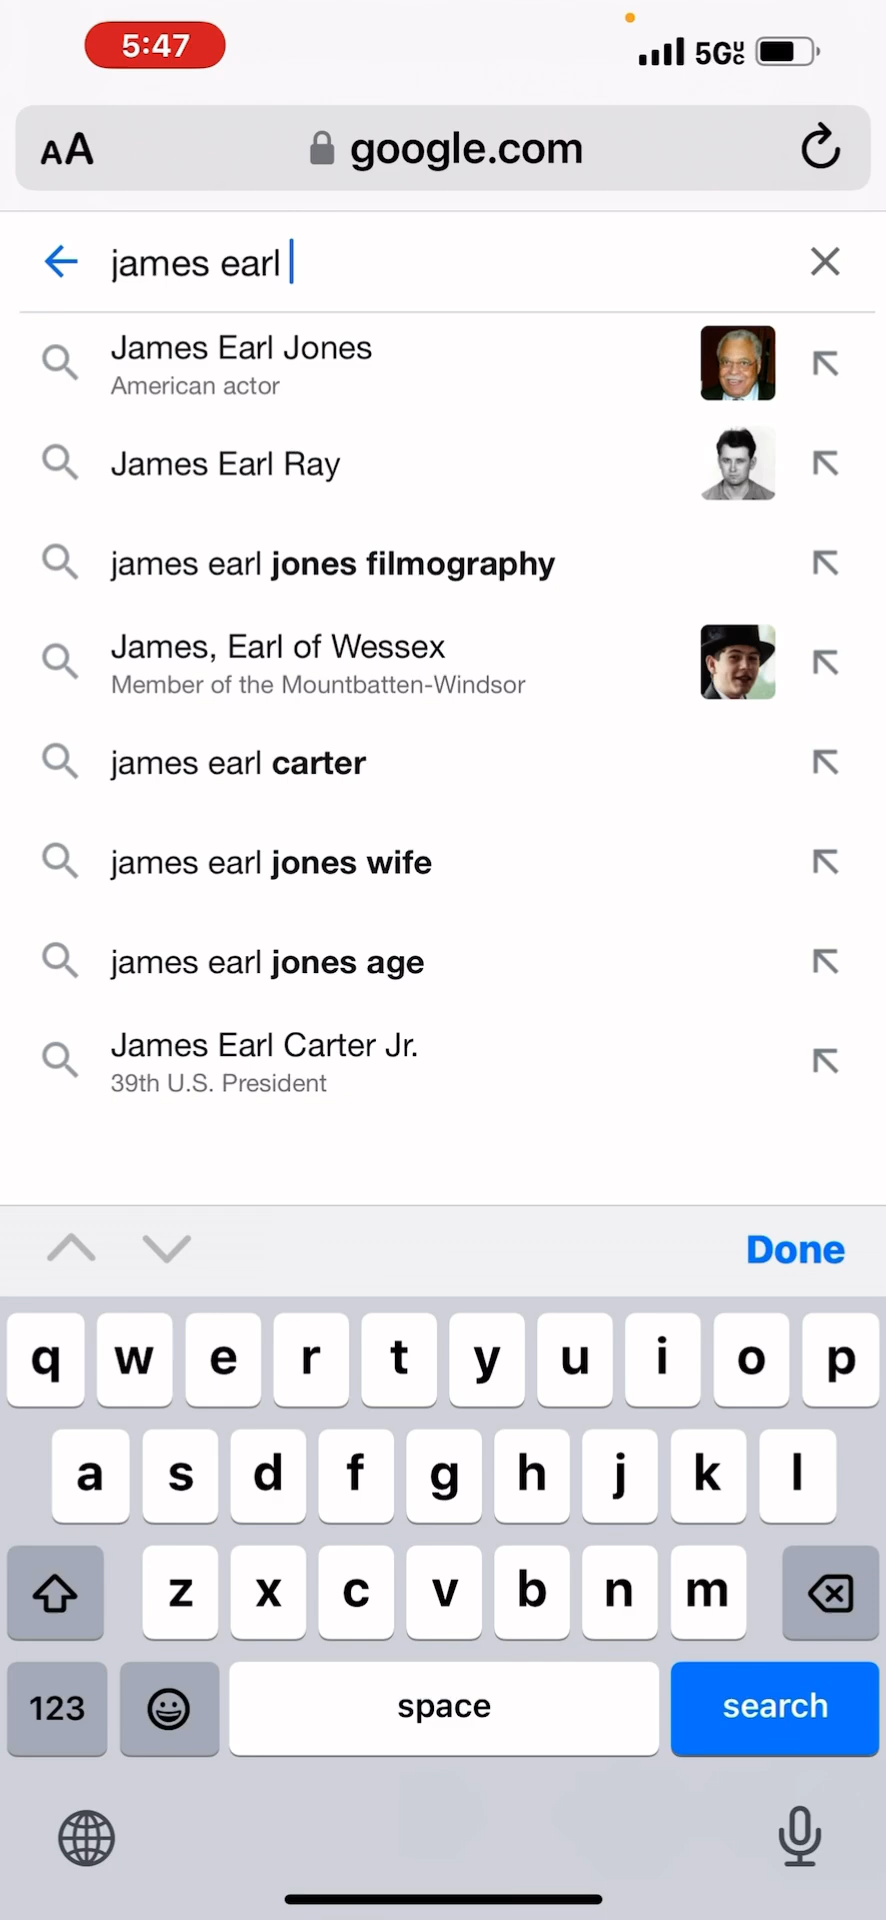 5:47
5GUC
AA google.com
james earl
James Earl Jones
American actor
James Earl Ray
james earl jones filmography
James, Earl of Wessex
Member of the Mountbatten-Windsor
james earl carter
james earl jones wife
james earl jones age
James Earl Carter Jr.
39th U.S. President
Done
q w e r t y u i o p
a s d f g h j k l
z x c v b n m
123 space search